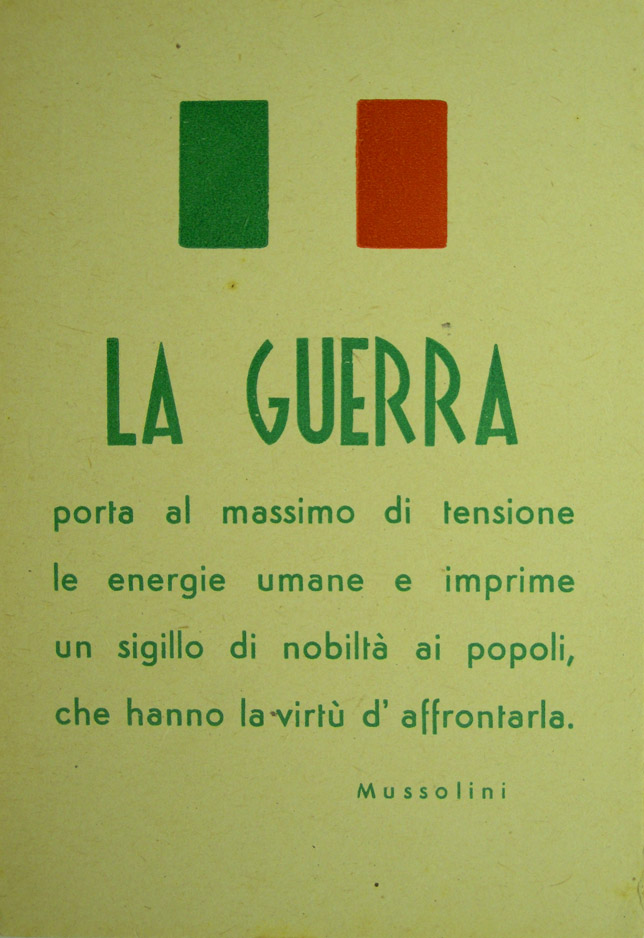 LA GUERRA
porta al massimo di tensione
le energie umane e imprime
un sigillo di nobiltà ai popoli,
che hanno la virtù d' affrontarla.
Mussolini